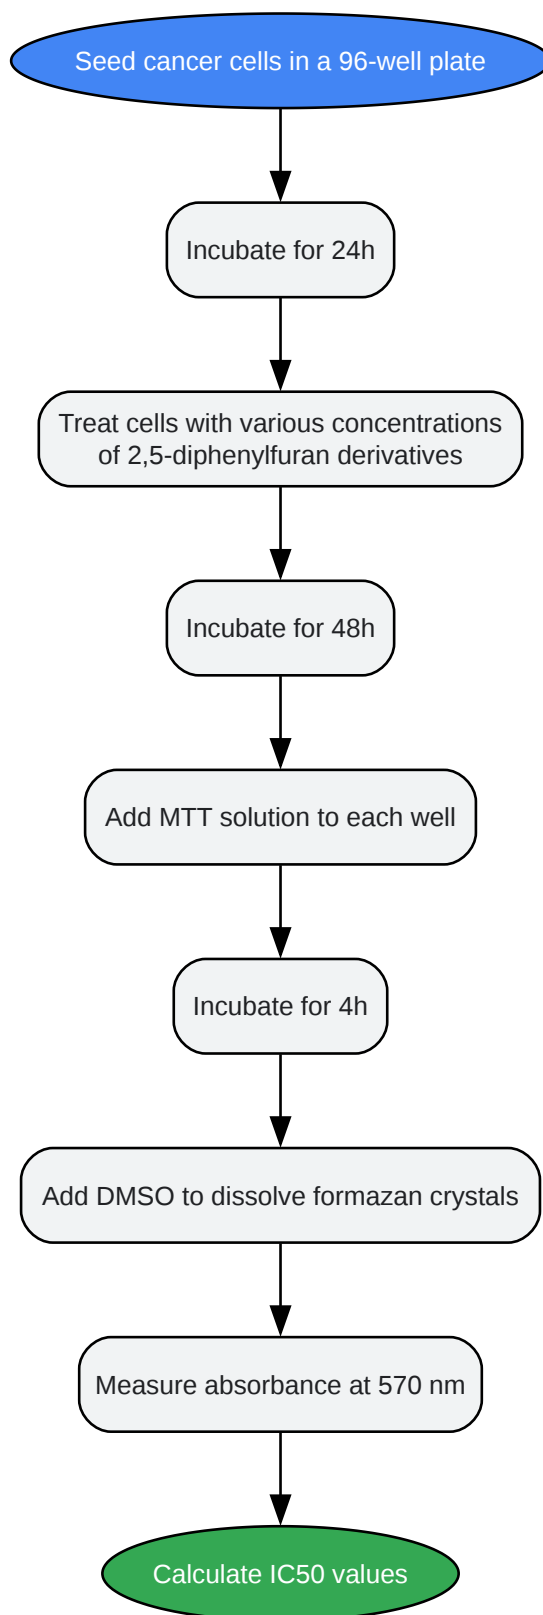 Seed cancer cells in a 96-well plate
Incubate for 24h
Treat cells with various concentrations
of 2,5-diphenylfuran derivatives
Incubate for 48h
Add MTT solution to each well
Incubate for 4h
Add DMSO to dissolve formazan crystals
Measure absorbance at 570 nm
Calculate IC50 values